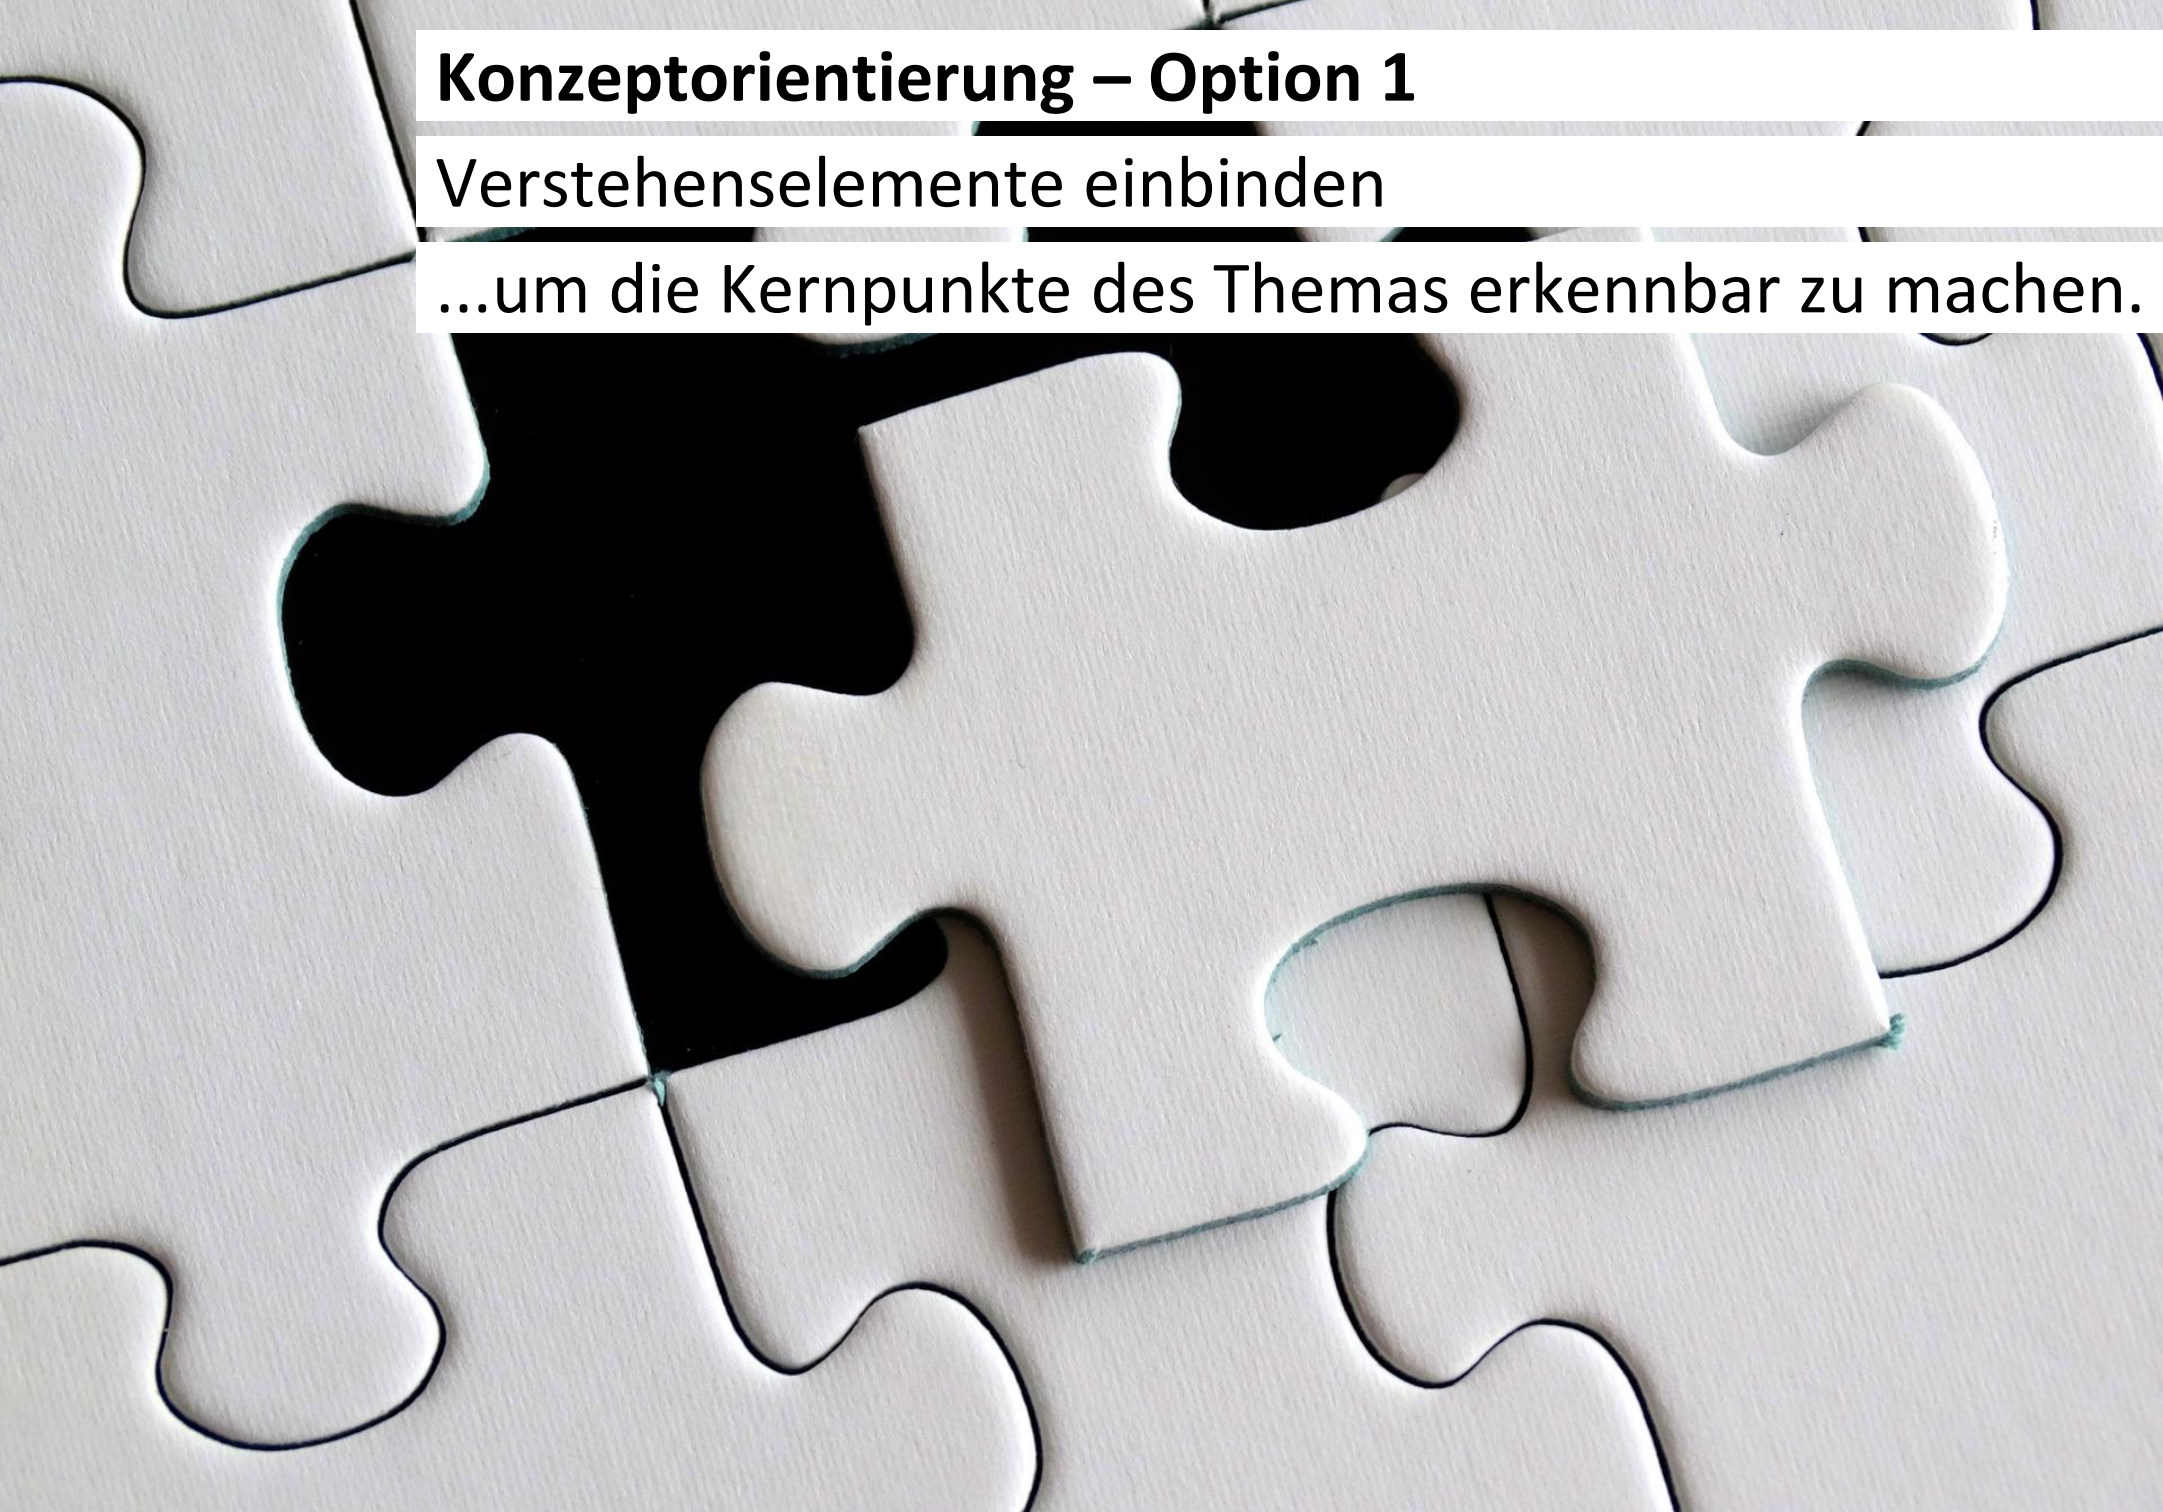 Konzeptorientierung – Option 1
Verstehenselemente einbinden
...um die Kernpunkte des Themas erkennbar zu machen.